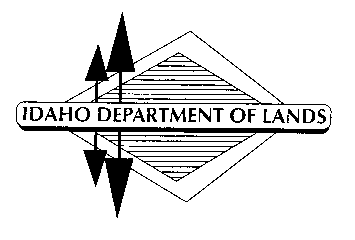 IDAHO DEPARTMENT OF LANDS